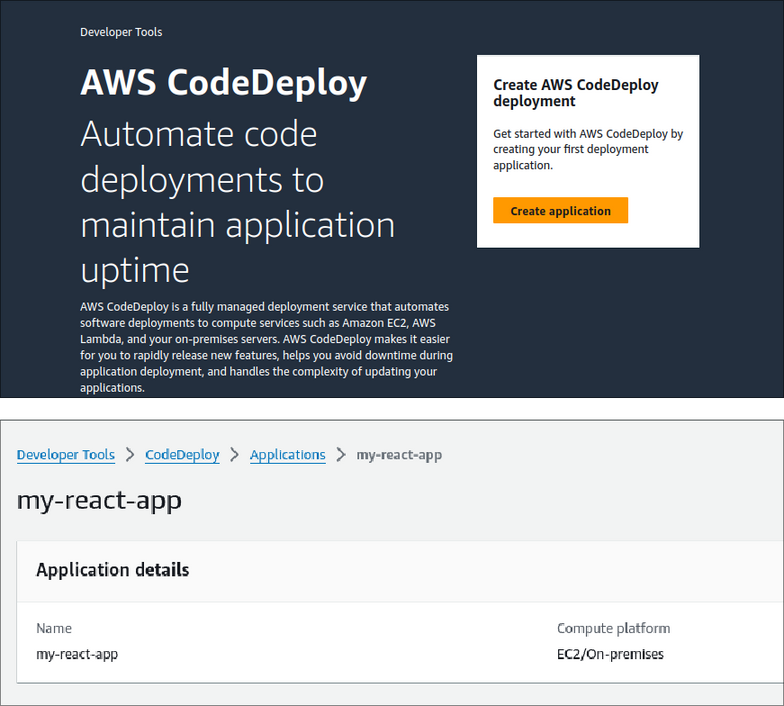 Developer Tools
AWS CodeDeploy
Automate code
deployments to
maintain application
uptime
AWS CodeDeploy is a fully managed deployment service that automates
software deployments to compute services such as Amazon EC2, AWS
Lambda, and your on-premises servers. AWS CodeDeploy makes it easier
for you to rapidly release new features, helps you avoid downtime during
application deployment, and handles the complexity of updating your
applications.
Create AWS CodeDeploy
deployment
Get started with AWS CodeDeploy by
creating your first deployment
application.
Create application
Developer Tools > CodeDeploy > Applications > my-react-app
my-react-app
Application details
Name
my-react-app
Compute platform
EC2/On-premises